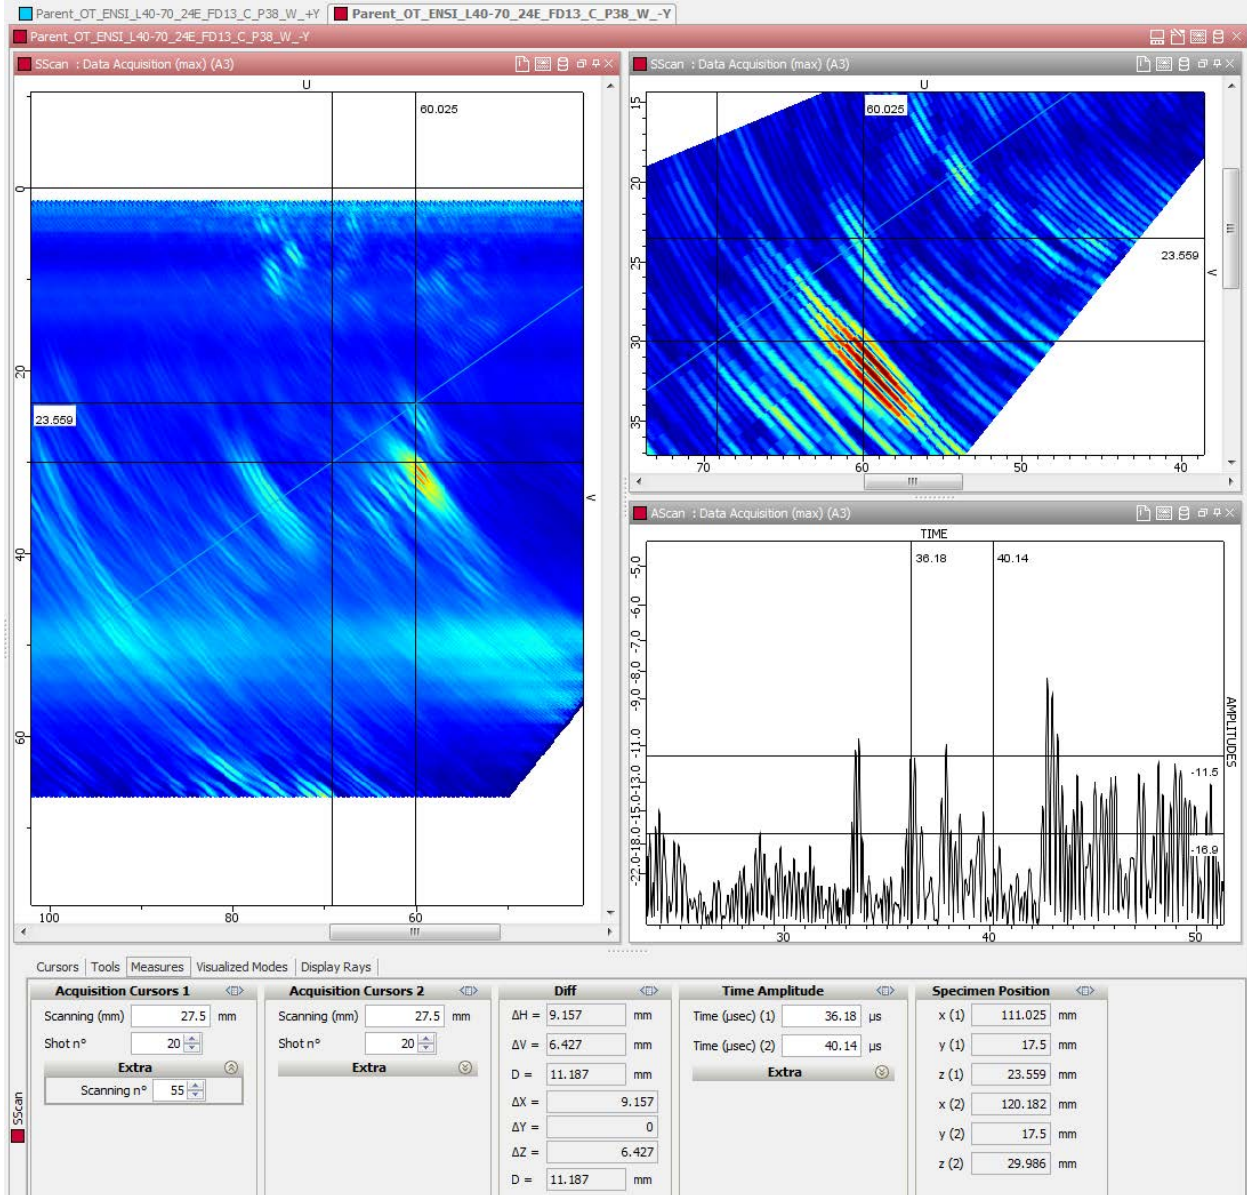 Parent_OT_ENSI_L40-70_24E_FD13_C_P38_W_+Y
Parent_OT_ENSI_L40-70_24E_FD13_C_P38_W_-Y
Parent_OT_ENSI_L40-70_24E_FD13_C_P38_W_-Y
SScan : Data Acquisition (max) (A3)
U
60.025
0
20
23.559
40
60
V
100 80 60
SScan : Data Acquisition (max) (A3)
U
60.025
15
20
25
30
35
23.559
V
70 60 50 40
AScan : Data Acquisition (max) (A3)
TIME
36.18 40.14
-5.0
-6.0
-7.0
-8.0
-9.0
-11.0
-13.0
-15.0
-18.0
-22.0
AMPLITUDES
-11.5
-16.9
30 40 50
Cursors Tools Measures Visualized Modes Display Rays
SScan
Acquisition Cursors 1
Scanning (mm) 27.5 mm
Shot n° 20
Extra
Scanning n° 55
Acquisition Cursors 2
Scanning (mm) 27.5 mm
Shot n° 20
Extra
Diff
ΔH = 9.157 mm
ΔV = 6.427 mm
D = 11.187 mm
ΔX = 9.157
ΔY = 0
ΔZ = 6.427
D = 11.187 mm
Time Amplitude
Time (µsec) (1) 36.18 µs
Time (µsec) (2) 40.14 µs
Extra
Specimen Position
x (1) 111.025 mm
y (1) 17.5 mm
z (1) 23.559 mm
x (2) 120.182 mm
y (2) 17.5 mm
z (2) 29.986 mm